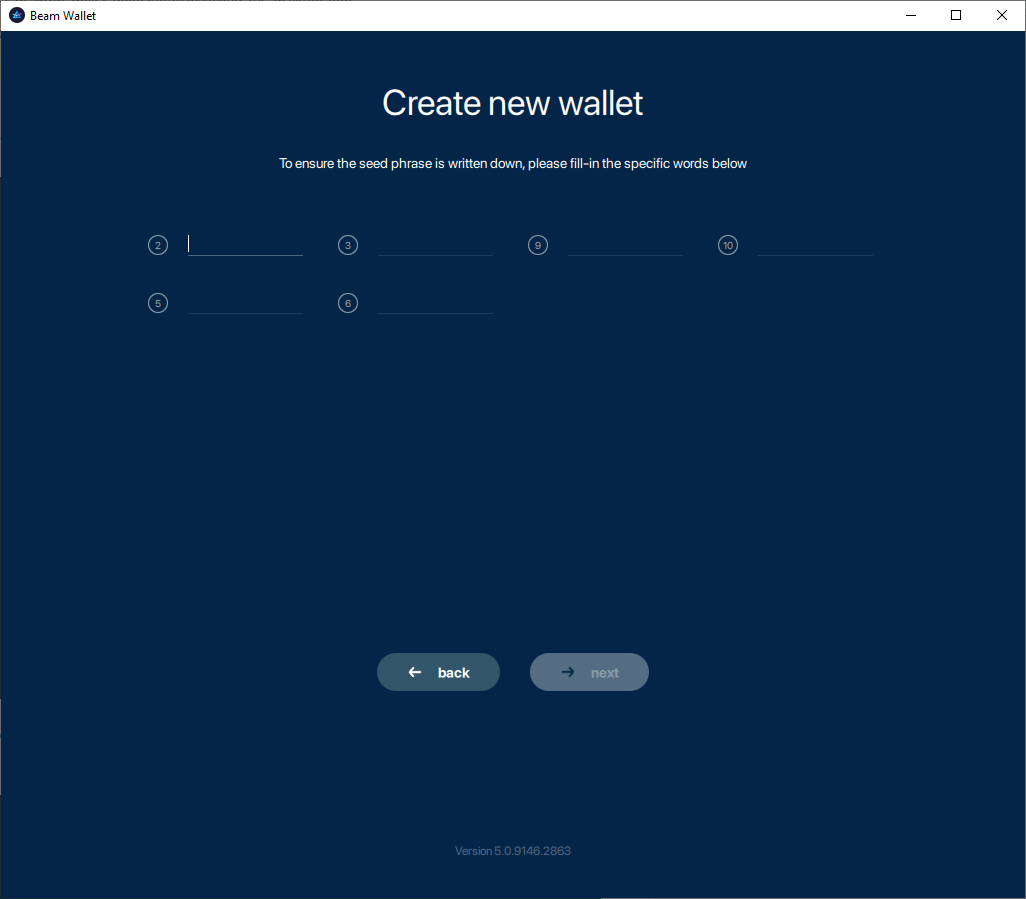 Beam Wallet
Create new wallet
To ensure the seed phrase is written down, please fill-in the specific words below
2 3 9 10
5 6
back next
Version 5.0.9146.2863